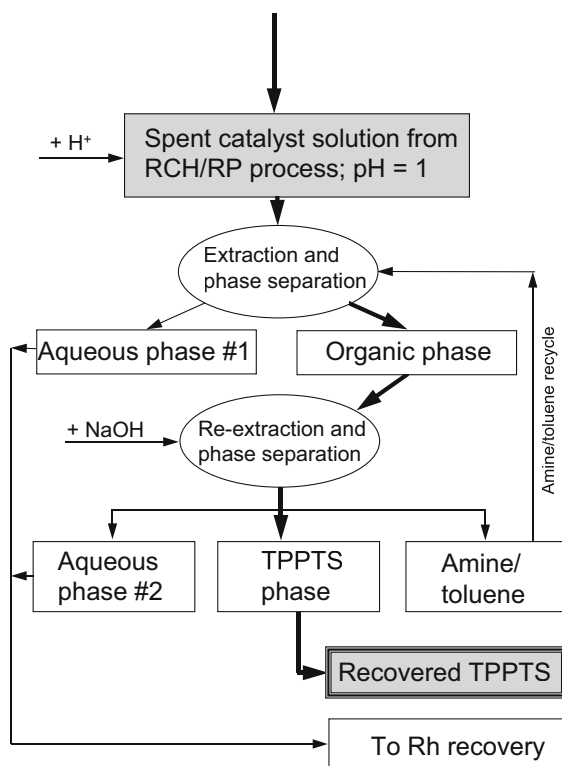 + H⁺
Spent catalyst solution from
RCH/RP process; pH = 1
Extraction and
phase separation
Aqueous phase #1
Organic phase
Amine/toluene recycle
+ NaOH
Re-extraction and
phase separation
Aqueous
phase #2
TPPTS
phase
Amine/
toluene
Recovered TPPTS
To Rh recovery